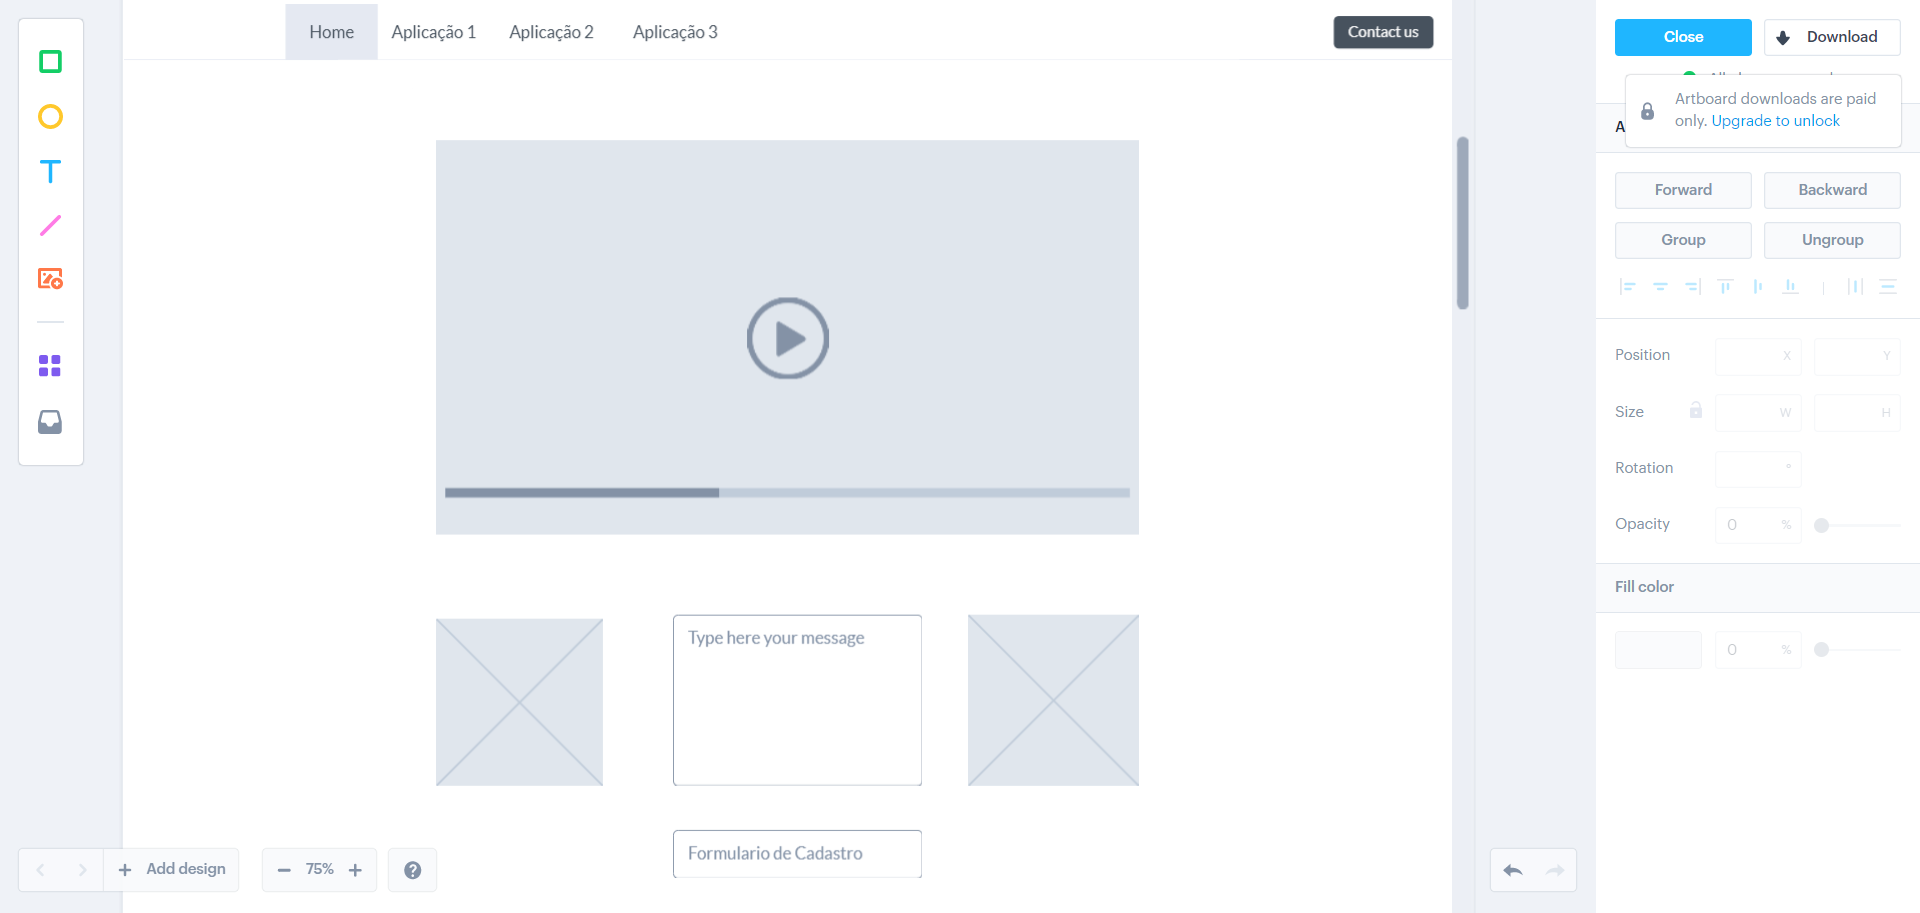 Home Aplicação 1 Aplicação 2 Aplicação 3 Contact us
Close Download
Artboard downloads are paid
only. Upgrade to unlock
A
Forward Backward
Group Ungroup
Position X Y
Size W H
Rotation °
Opacity 0 %
Fill color
0 %
Type here your message
Formulario de Cadastro
+ Add design − 75% + ?